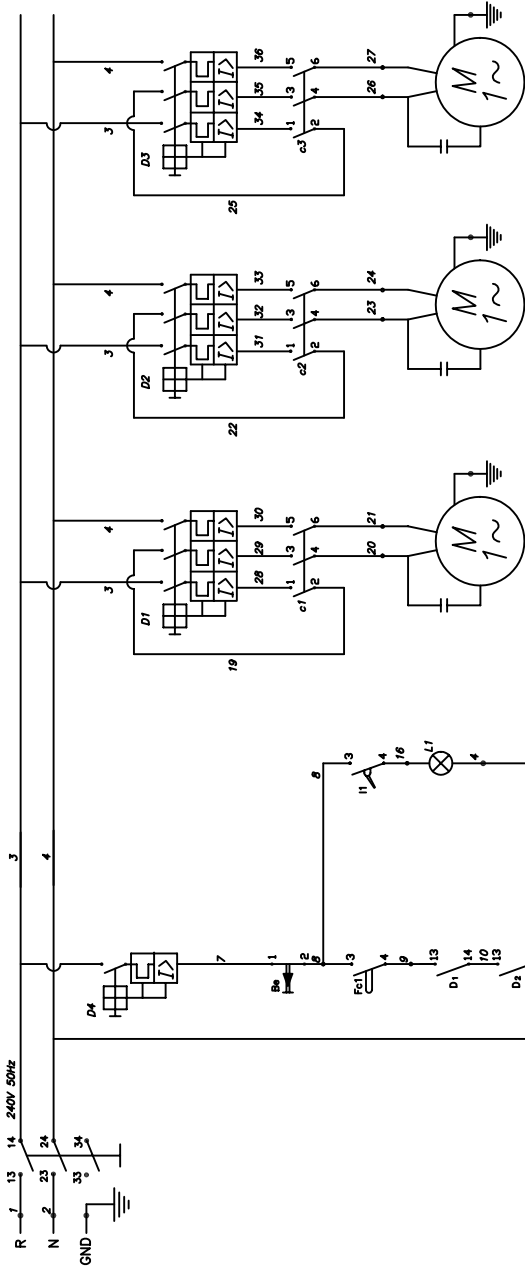 R 1 13 14 240V 50Hz
N 2 23 24
GND 33 34
3
4
D4
7
Be 1 2
8
8
Fc1 3 4
9
D1 13 14
10
D2 13
I1 3 4
16
L1
4
3 4
D1
19
28 29 30
1 3 5
c1
2 4 6
20 21
M
1~
3 4
D2
22
31 32 33
1 3 5
c2
2 4 6
23 24
M
1~
3 4
D3
25
34 35 36
1 3 5
c3
2 4 6
26 27
M
1~
I> I> I> I> I> I> I> I> I> I>